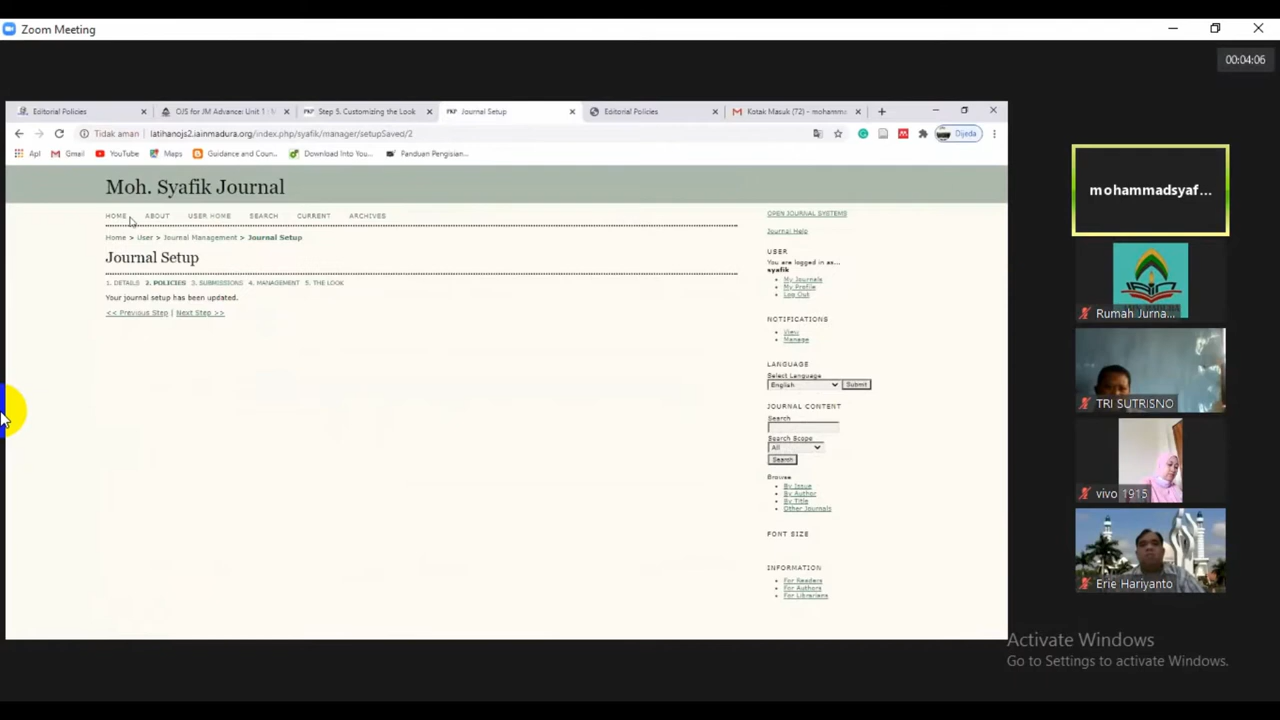 Zoom Meeting
00:04:06
Editorial Policies
OJS for JM Advance: Unit 1
Step 5. Customizing the Look
Journal Setup
Editorial Policies
Kotak Masuk (72) - mohamm
Tidak aman
latihanojs2.iainmadura.org/index.php/syafik/manager/setupSaved/2
Dijeda
Apl
Gmail
YouTube
Maps
Guidance and Coun...
Download Into You...
Panduan Pengisian...
Moh. Syafik Journal
HOME ABOUT USER HOME SEARCH CURRENT ARCHIVES
Home > User > Journal Management > Journal Setup
Journal Setup
1. DETAILS 2. POLICIES 3. SUBMISSIONS 4. MANAGEMENT 5. THE LOOK
Your journal setup has been updated.
<< Previous Step | Next Step >>
OPEN JOURNAL SYSTEMS
Journal Help
USER
You are logged in as...
syafik
My Journals
My Profile
Log Out
NOTIFICATIONS
View
Manage
LANGUAGE
Select Language
English
Submit
JOURNAL CONTENT
Search
Search Scope
All
Search
Browse
By Issue
By Author
By Title
Other Journals
FONT SIZE
INFORMATION
For Readers
For Authors
For Librarians
mohammadsyaf...
Rumah Jurna...
TRI SUTRISNO
vivo 1915
Erie Hariyanto
Activate Windows
Go to Settings to activate Windows.